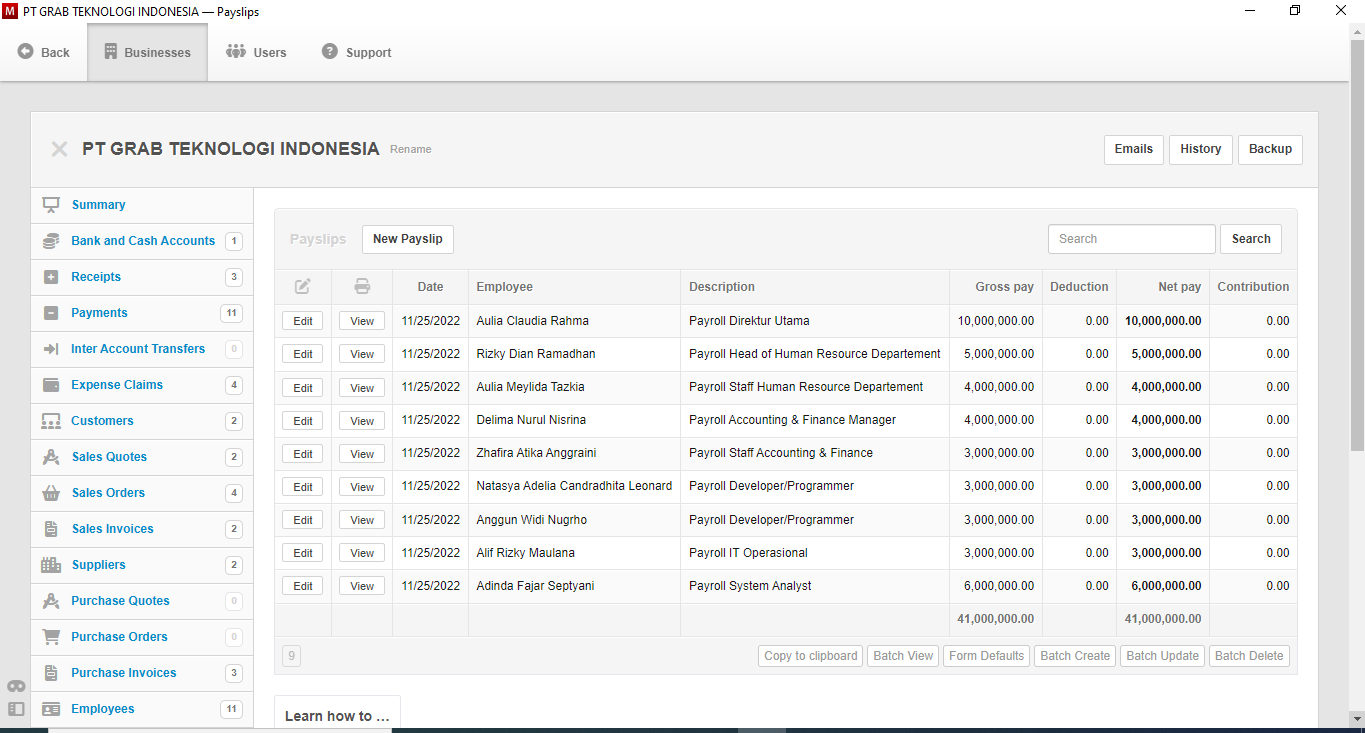 M PT GRAB TEKNOLOGI INDONESIA — Payslips
Back Businesses Users ? Support
PT GRAB TEKNOLOGI INDONESIA Rename Emails History Backup
Summary
Bank and Cash Accounts 1
Receipts 3
Payments 11
Inter Account Transfers 0
Expense Claims 4
Customers 2
Sales Quotes 2
Sales Orders 4
Sales Invoices 2
Suppliers 2
Purchase Quotes 0
Purchase Orders 0
Purchase Invoices 3
Employees 11
Payslips New Payslip Search Search
Date Employee Description Gross pay Deduction Net pay Contribution
Edit View 11/25/2022 Aulia Claudia Rahma Payroll Direktur Utama 10,000,000.00 0.00 10,000,000.00 0.00
Edit View 11/25/2022 Rizky Dian Ramadhan Payroll Head of Human Resource Departement 5,000,000.00 0.00 5,000,000.00 0.00
Edit View 11/25/2022 Aulia Meylida Tazkia Payroll Staff Human Resource Departement 4,000,000.00 0.00 4,000,000.00 0.00
Edit View 11/25/2022 Delima Nurul Nisrina Payroll Accounting & Finance Manager 4,000,000.00 0.00 4,000,000.00 0.00
Edit View 11/25/2022 Zhafira Atika Anggraini Payroll Staff Accounting & Finance 3,000,000.00 0.00 3,000,000.00 0.00
Edit View 11/25/2022 Natasya Adelia Candradhita Leonard Payroll Developer/Programmer 3,000,000.00 0.00 3,000,000.00 0.00
Edit View 11/25/2022 Anggun Widi Nugrho Payroll Developer/Programmer 3,000,000.00 0.00 3,000,000.00 0.00
Edit View 11/25/2022 Alif Rizky Maulana Payroll IT Operasional 3,000,000.00 0.00 3,000,000.00 0.00
Edit View 11/25/2022 Adinda Fajar Septyani Payroll System Analyst 6,000,000.00 0.00 6,000,000.00 0.00
41,000,000.00 41,000,000.00
9 Copy to clipboard Batch View Form Defaults Batch Create Batch Update Batch Delete
Learn how to ...